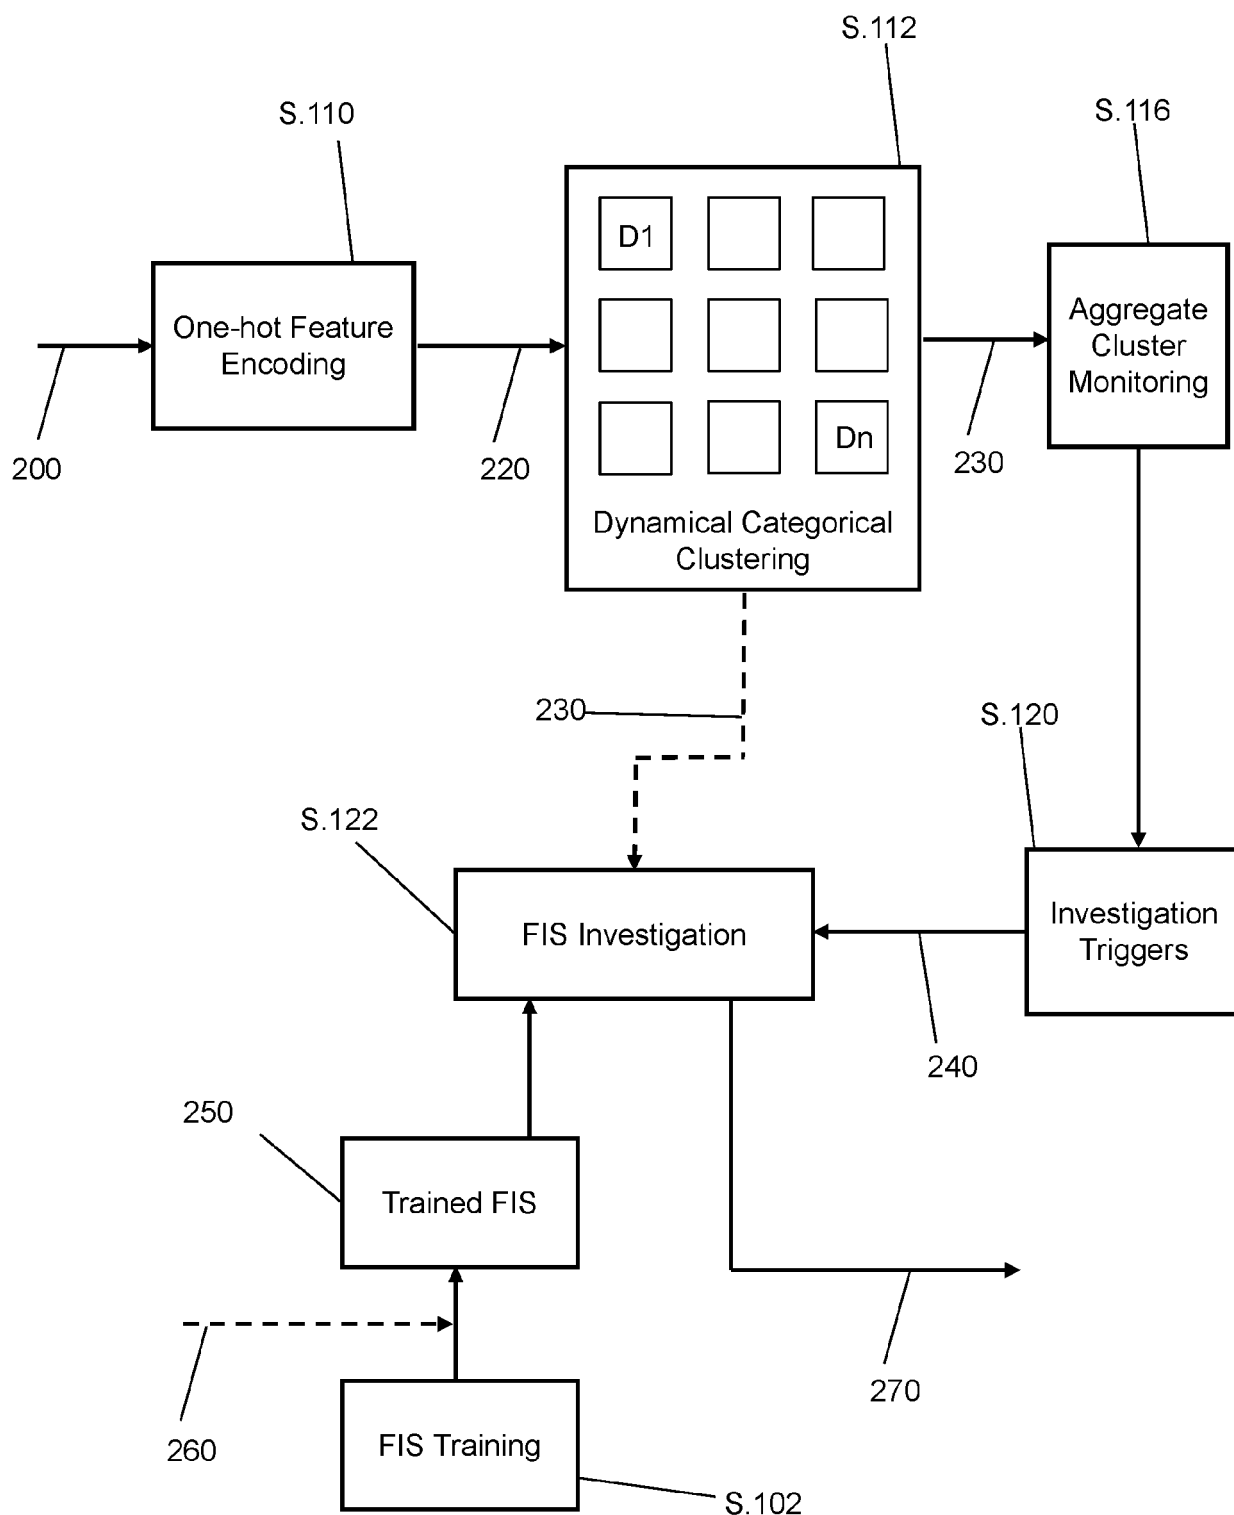 S.112
S.110
S.116
D1
One-hot Feature
Encoding
Aggregate
Cluster
Monitoring
Dn
200
220
230
Dynamical Categorical
Clustering
230
S.120
S.122
FIS Investigation
Investigation
Triggers
240
250
Trained FIS
260
270
FIS Training
S.102